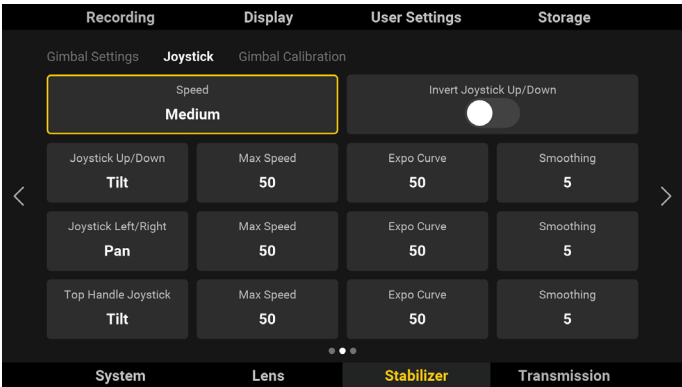 Recording Display User Settings Storage
Gimbal Settings Joystick Gimbal Calibration
Speed Invert Joystick Up/Down
Medium
Joystick Up/Down Max Speed Expo Curve Smoothing
Tilt 50 50 5
Joystick Left/Right Max Speed Expo Curve Smoothing
Pan 50 50 5
Top Handle Joystick Max Speed Expo Curve Smoothing
Tilt 50 50 5
System Lens Stabilizer Transmission